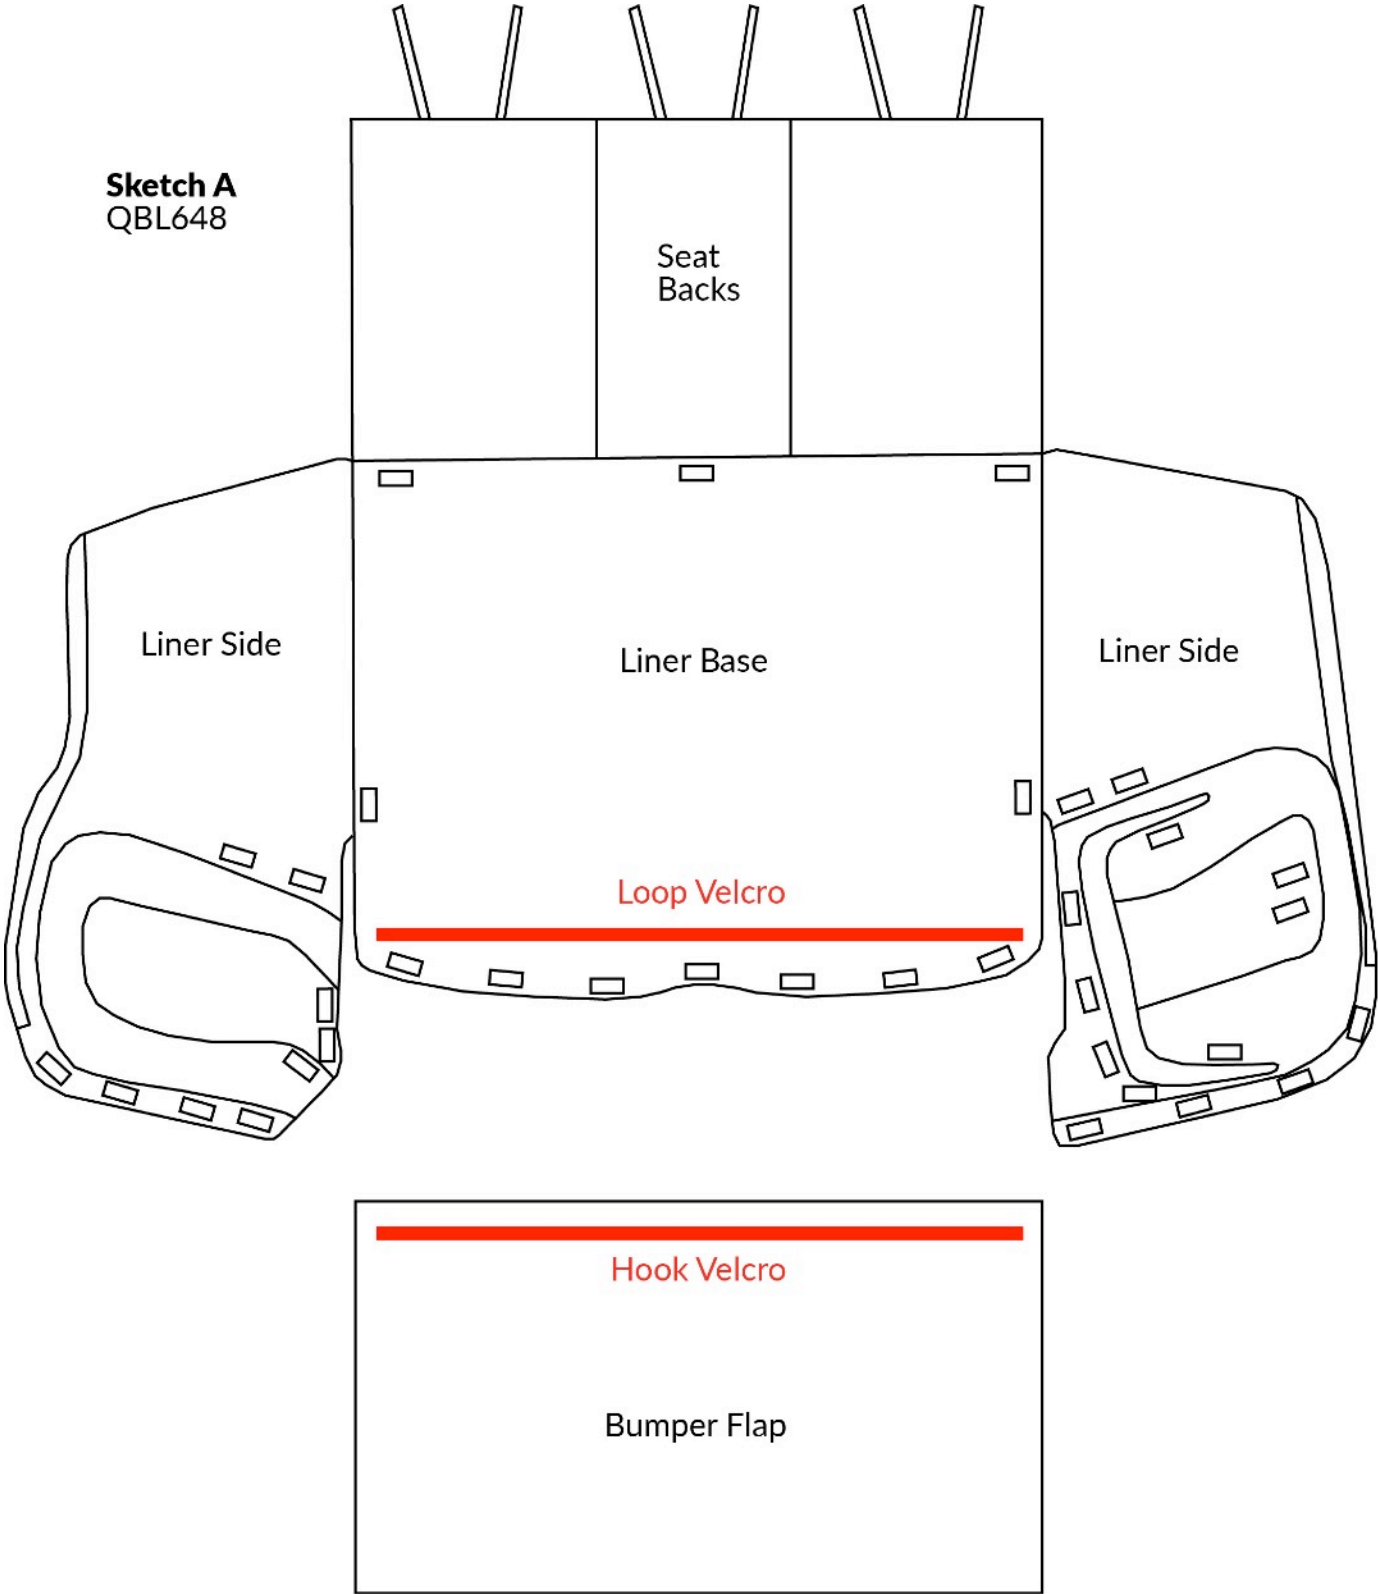 Sketch A
QBL648
Seat
Backs
Liner Side
Liner Base
Liner Side
Loop Velcro
Hook Velcro
Bumper Flap